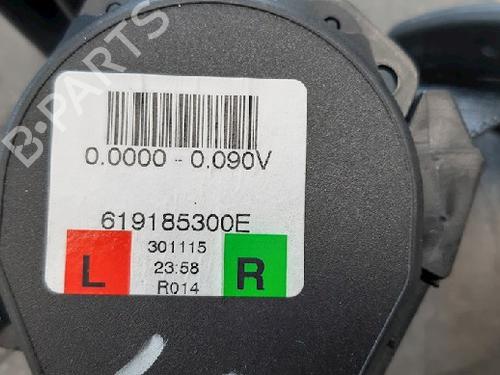 B-PARTS
0.0000 - 0.090V
619185300E
L
301115
23:58
R014
R